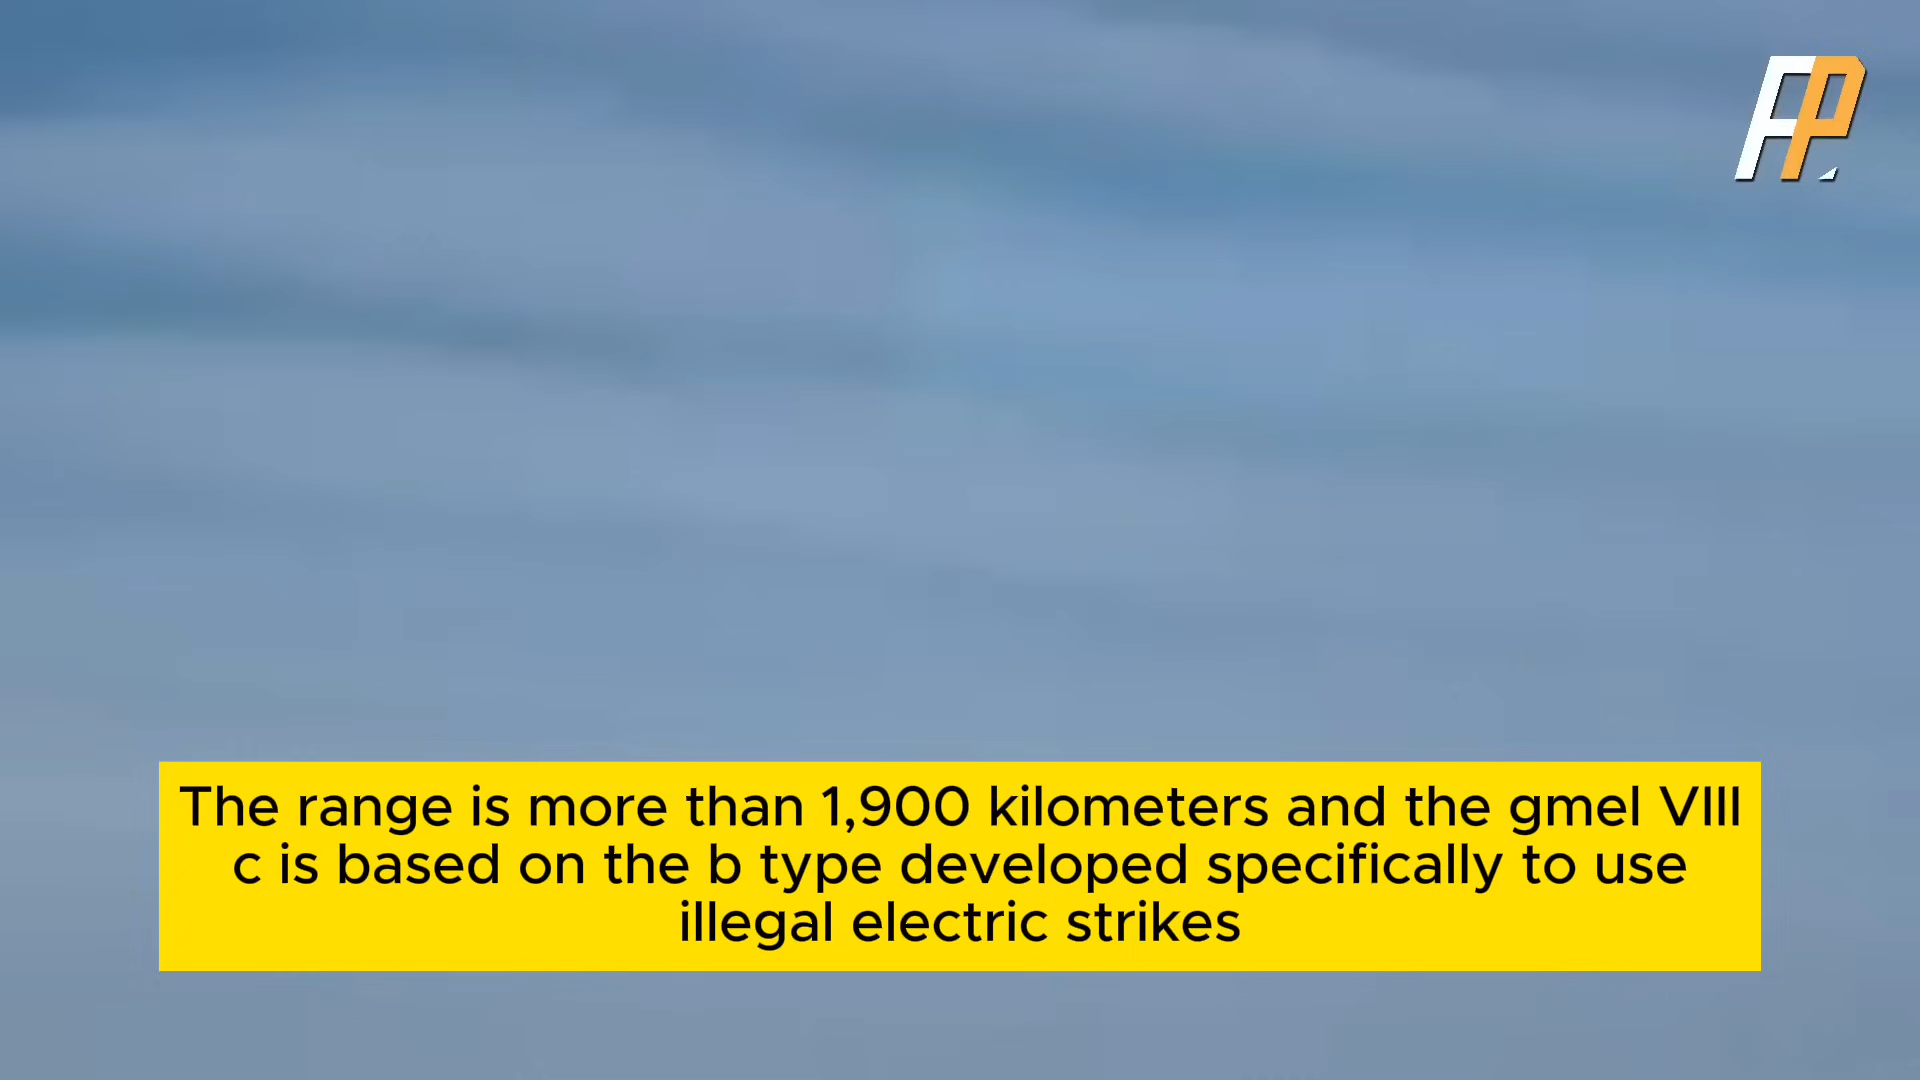 FP.
The range is more than 1,900 kilometers and the gmel VIII
c is based on the b type developed specifically to use
illegal electric strikes